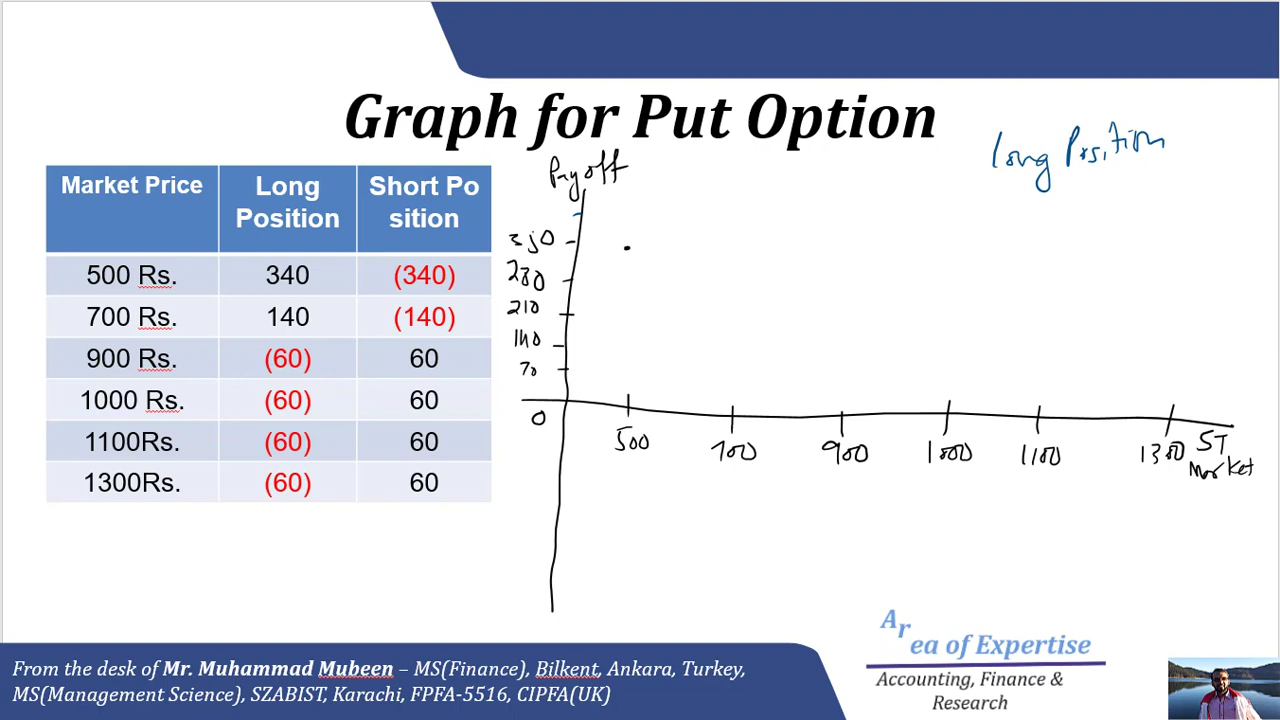 Graph for Put Option
Long Position
Payoff
Market Price Long Position Short Po sition
500 Rs. 340 (340)
700 Rs. 140 (140)
900 Rs. (60) 60
1000 Rs. (60) 60
1100Rs. (60) 60
1300Rs. (60) 60
280
210
140
70
0
500 700 900 1000 1100 1300 ST
Market
Area of Expertise
Accounting, Finance &
Research
From the desk of Mr. Muhammad Mubeen – MS(Finance), Bilkent, Ankara, Turkey,
MS(Management Science), SZABIST, Karachi, FPFA-5516, CIPFA(UK)